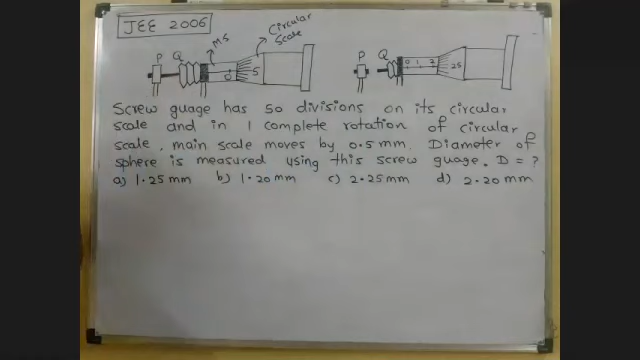 JEE 2006
Circular
Scale
MS
P Q
0 5
P Q
0 1 2
25
Screw guage has 50 divisions on its circular
scale and in 1 complete rotation of circular
scale, main scale moves by 0.5 mm. Diameter of
sphere is measured using this screw guage. D = ?
a) 1.25 mm b) 1.20 mm c) 2.25 mm d) 2.20 mm